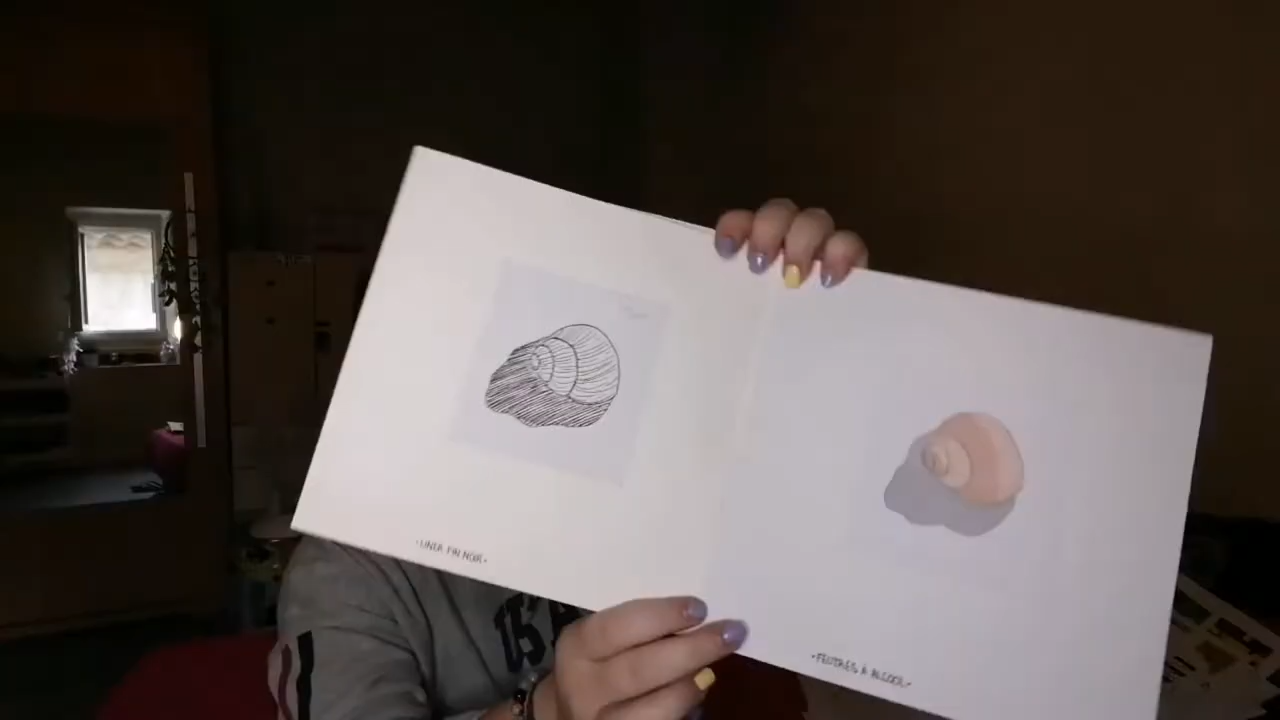 • LINER FIN NOIR •
• FEUTRES À ALCOOL •